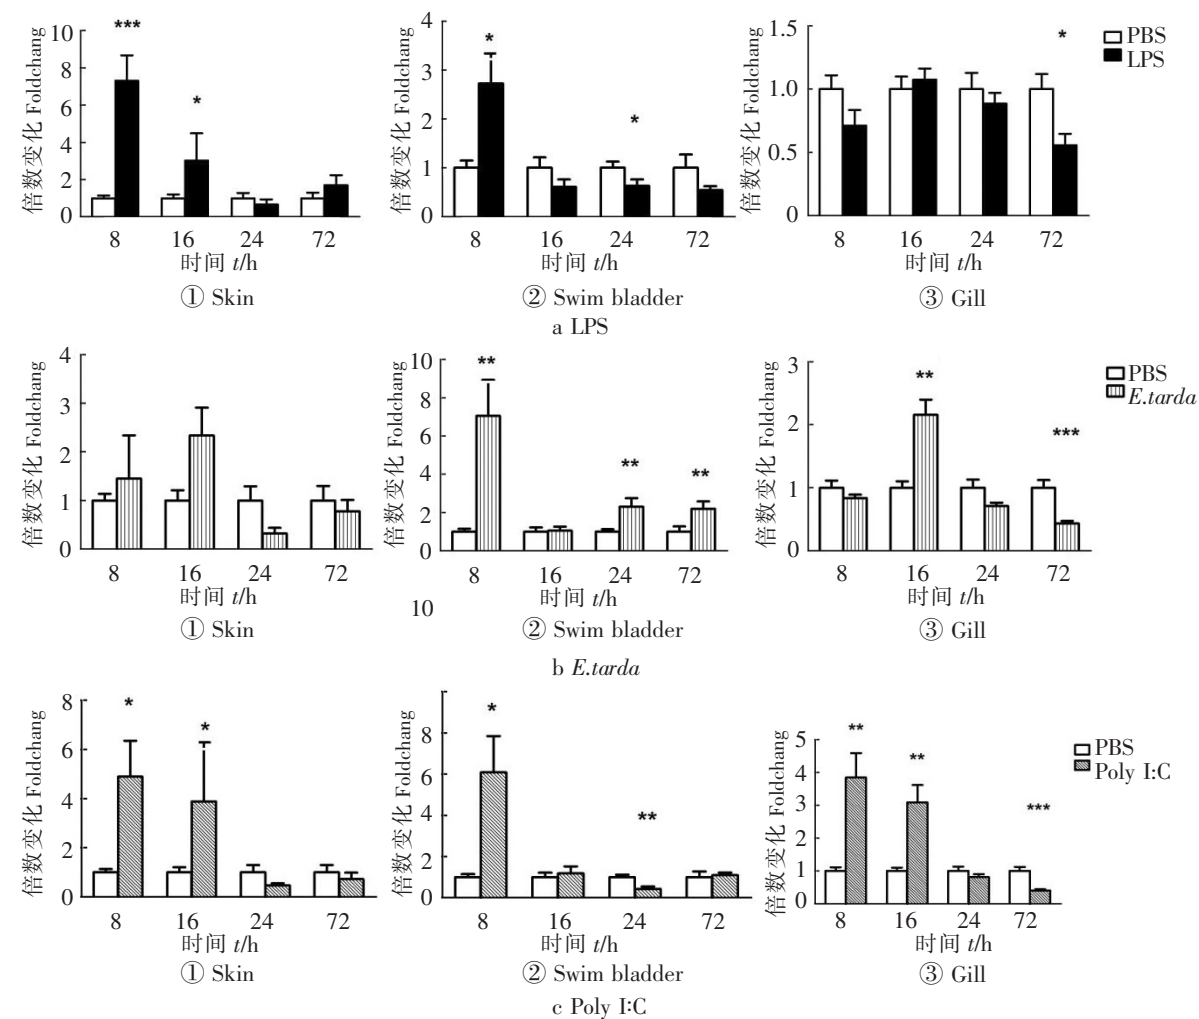 倍数变化 Foldchang
10
8
6
4
2
0
***
*
8 16 24 72
时间 t/h
① Skin
倍数变化 Foldchang
4
3
2
1
0
*
*
8 16 24 72
时间 t/h
② Swim bladder
倍数变化 Foldchang
1.5
1.0
0.5
0
*
8 16 24 72
时间 t/h
③ Gill
PBS
LPS
a LPS
倍数变化 Foldchang
4
3
2
1
0
8 16 24 72
时间 t/h
① Skin
倍数变化 Foldchang
10
8
6
4
2
0
**
**
**
8 16 24 72
时间 t/h
② Swim bladder
倍数变化 Foldchang
3
2
1
0
**
***
8 16 24 72
时间 t/h
③ Gill
PBS
E.tarda
b E.tarda
倍数变化 Foldchang
8
6
4
2
0
*
*
8 16 24 72
时间 t/h
① Skin
倍数变化 Foldchang
10
8
6
4
2
0
*
**
8 16 24 72
时间 t/h
② Swim bladder
倍数变化 Foldchang
5
4
3
2
1
0
**
**
***
8 16 24 72
时间 t/h
③ Gill
PBS
Poly I:C
c Poly I:C